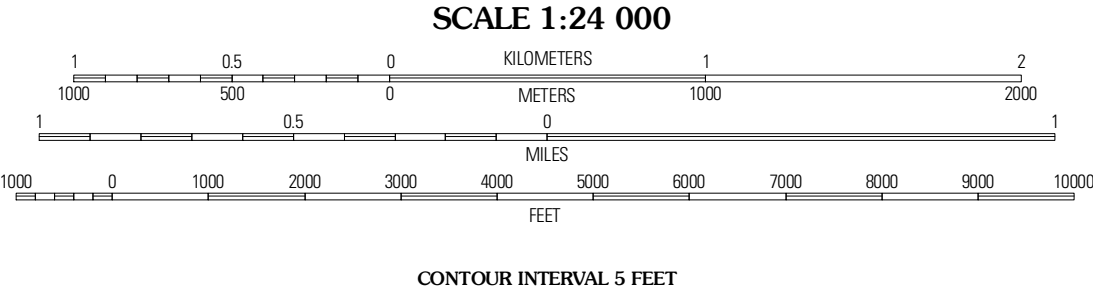 SCALE 1:24 000
1 0.5 0 KILOMETERS 1 2
1000 500 0 METERS 1000 2000
1 0.5 0 1
MILES
1000 0 1000 2000 3000 4000 5000 6000 7000 8000 9000 10000
FEET
CONTOUR INTERVAL 5 FEET